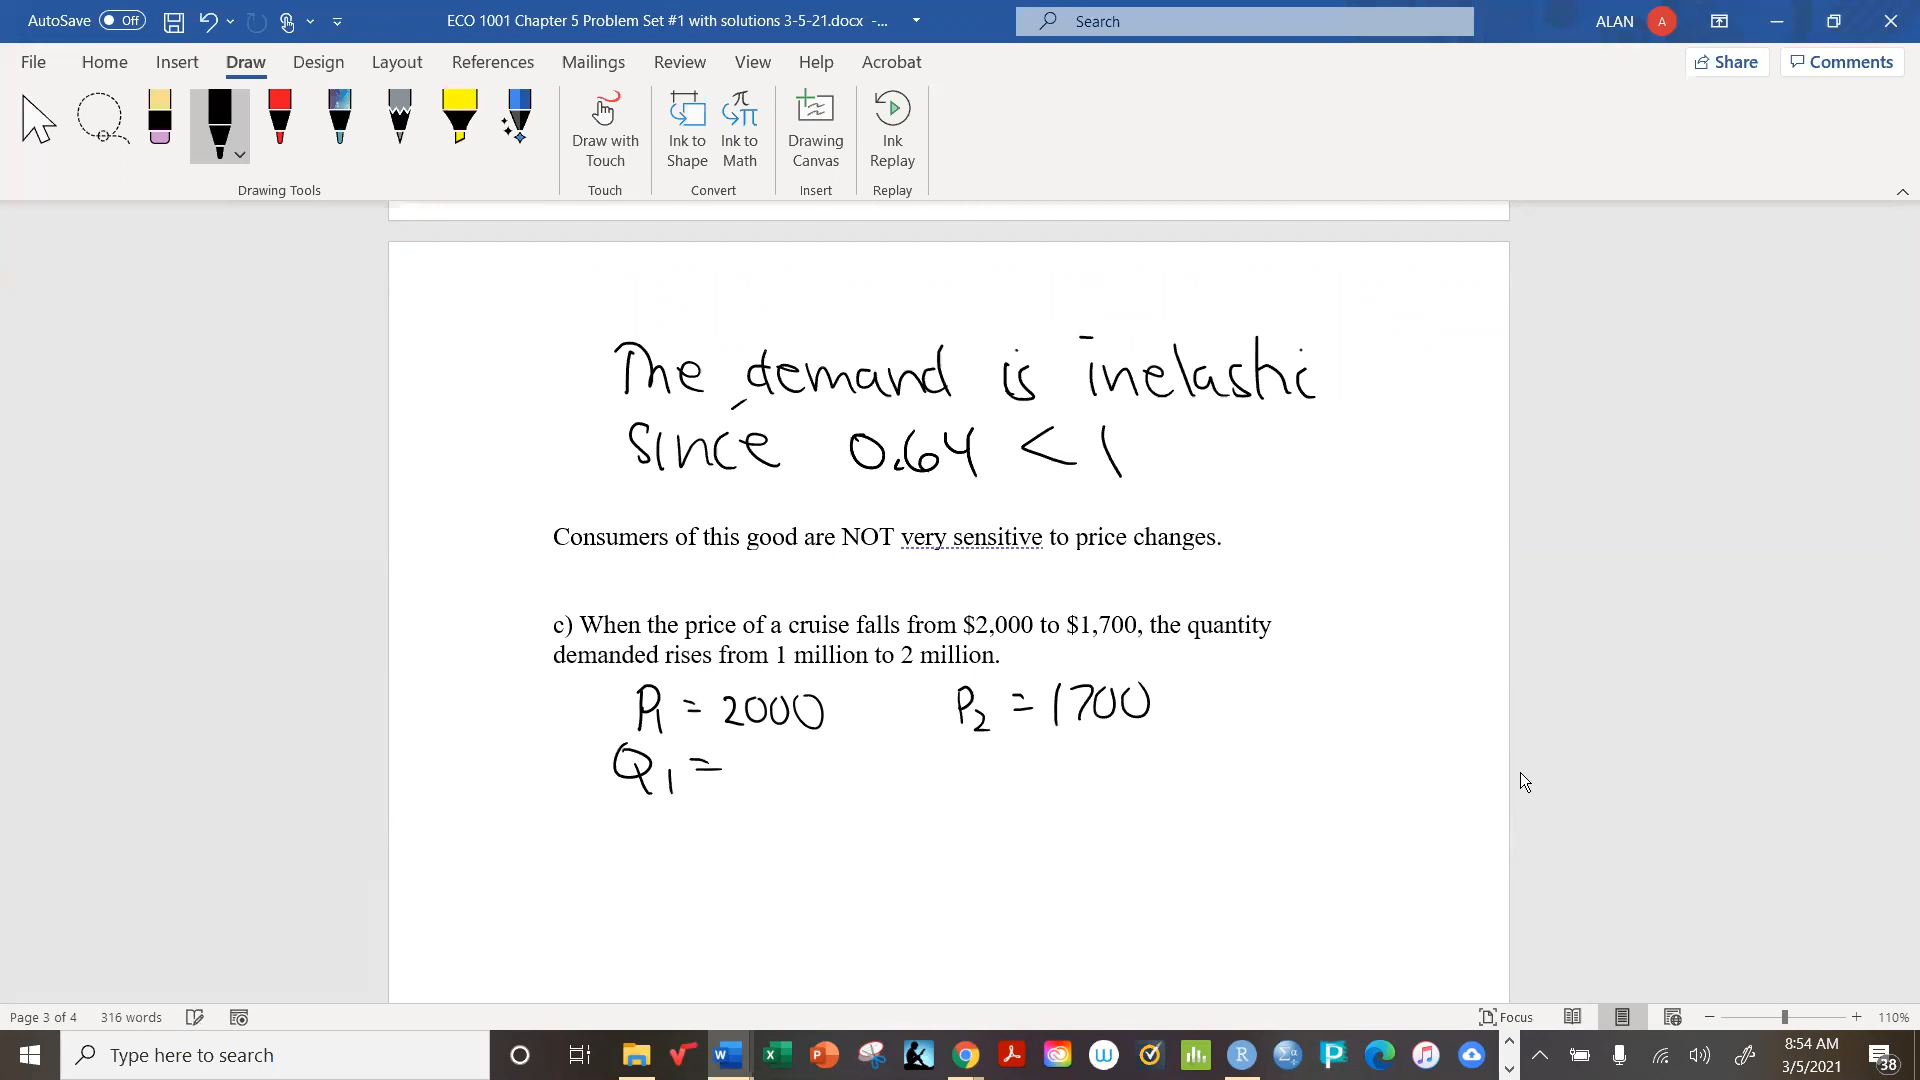 AutoSave Off ECO 1001 Chapter 5 Problem Set #1 with solutions 3-5-21.docx -... Search ALAN A
File Home Insert Draw Design Layout References Mailings Review View Help Acrobat Share Comments
Draw with Touch
Ink to Shape
Ink to Math
Drawing Canvas
Ink Replay
Drawing Tools Touch Convert Insert Replay
The demand is inelastic
since 0.64 < 1
Consumers of this good are NOT very sensitive to price changes.
c) When the price of a cruise falls from $2,000 to $1,700, the quantity
demanded rises from 1 million to 2 million.
P1 = 2000 P2 = 1700
Q1 =
Page 3 of 4 316 words Focus 110%
Type here to search
8:54 AM
3/5/2021
38